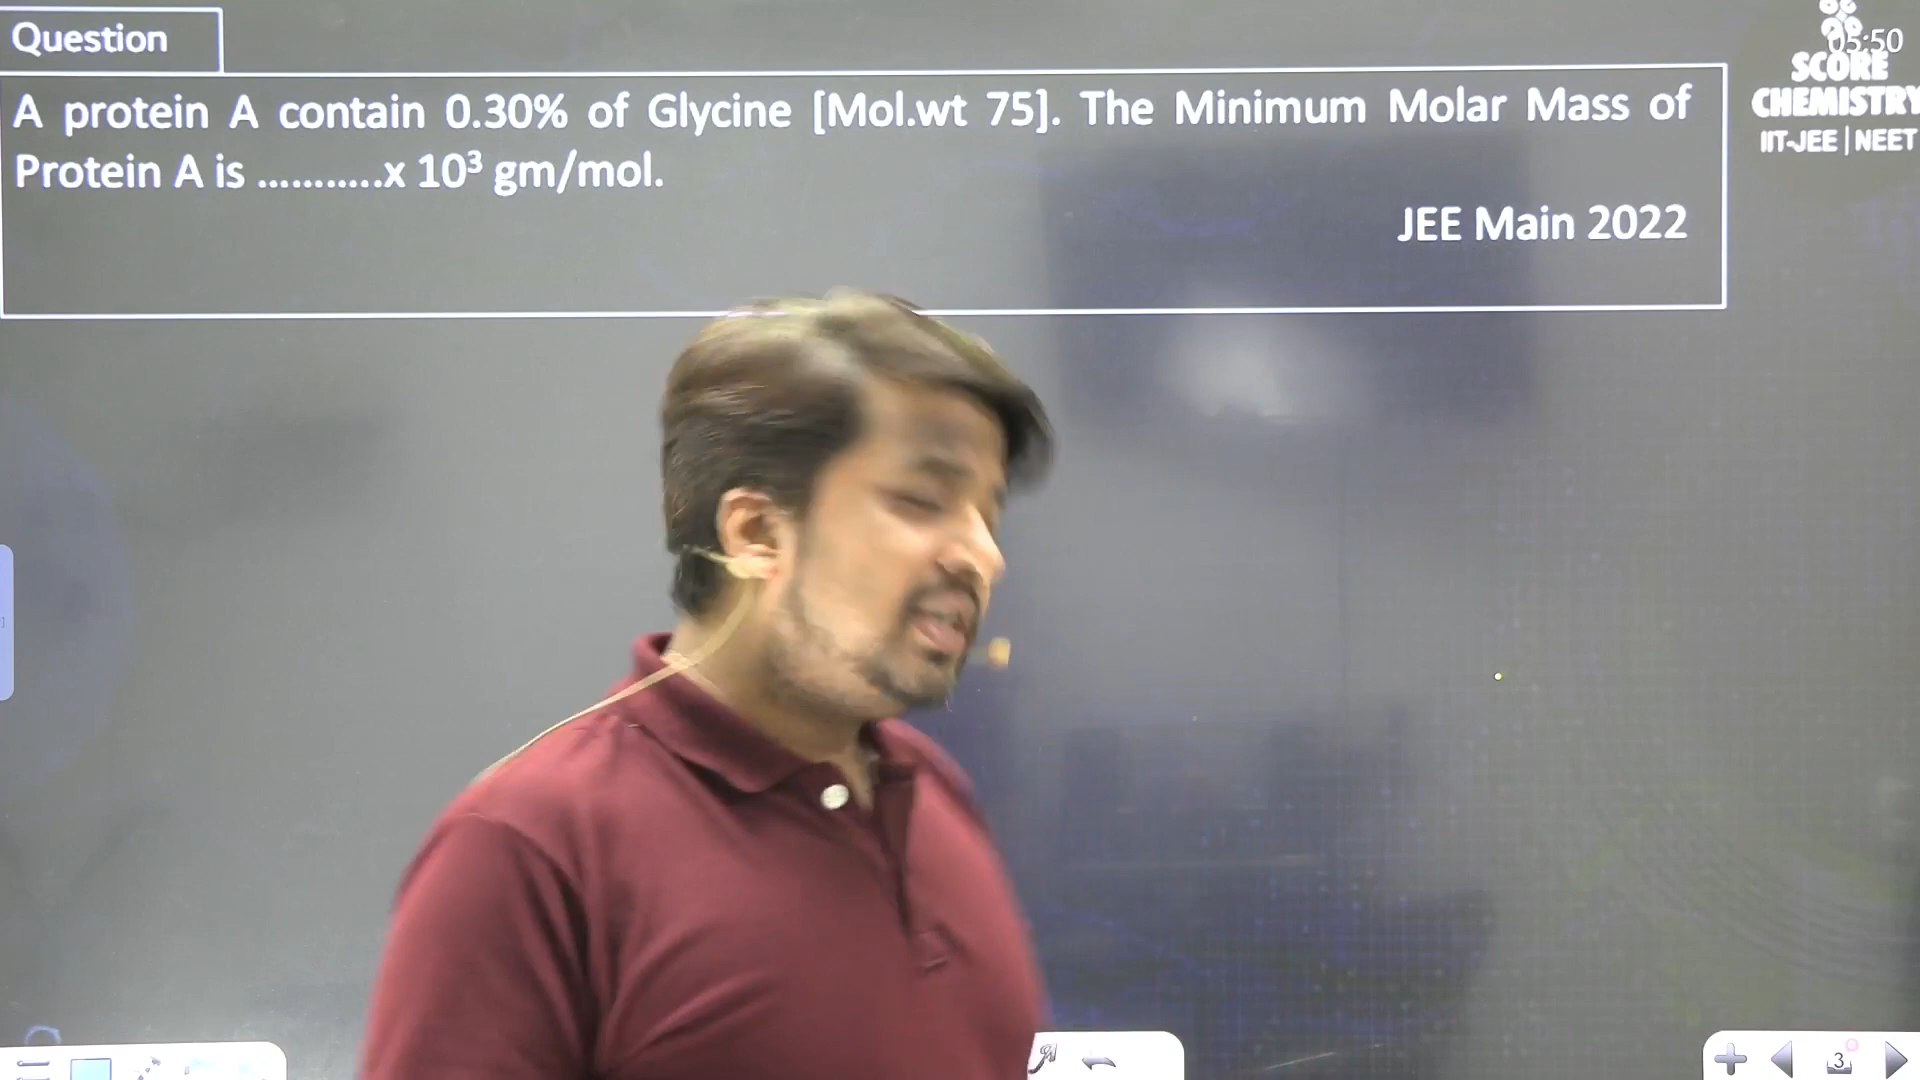 Question
05:50
SCORE
CHEMISTRY
IIT-JEE | NEET
A protein A contain 0.30% of Glycine [Mol.wt 75]. The Minimum Molar Mass of
Protein A is ...........x 10³ gm/mol.
JEE Main 2022
3